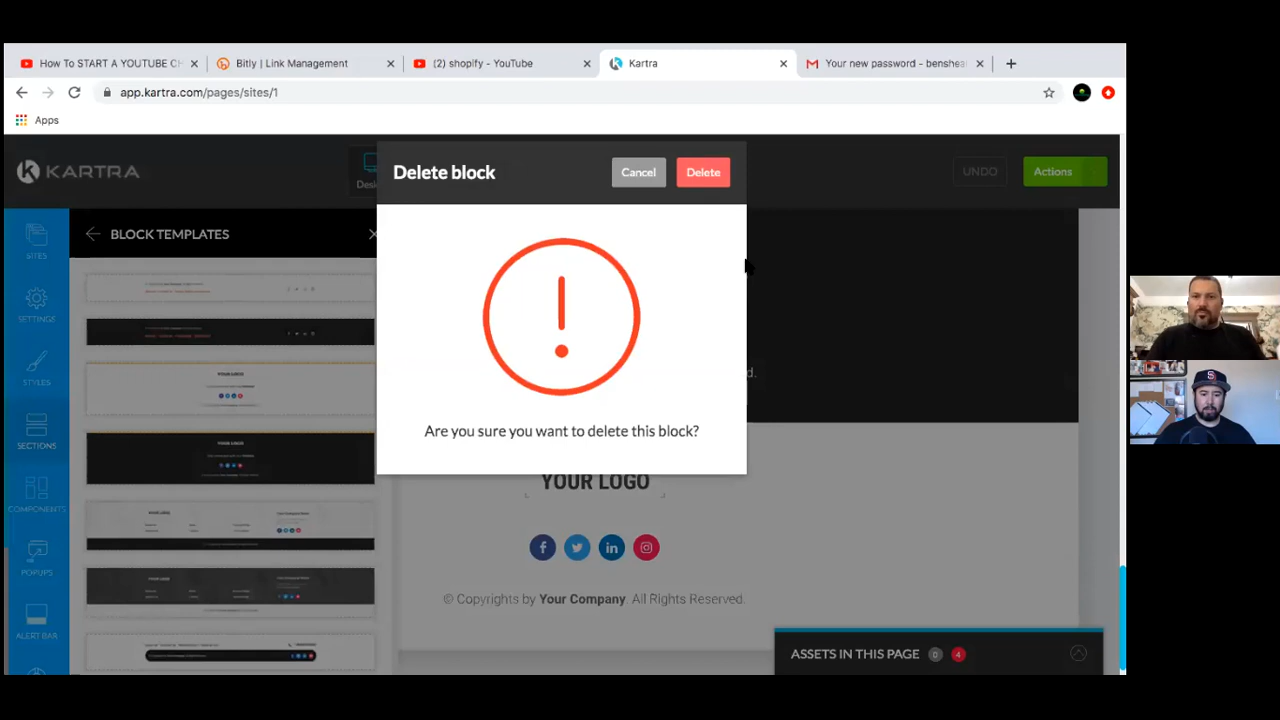 How To START A YOUTUBE CH
Bitly | Link Management
(2) shopify - YouTube
Kartra
Your new password - benshea
app.kartra.com/pages/sites/1
Apps
KARTRA
Desi
Delete block
Cancel
Delete
UNDO
Actions
BLOCK TEMPLATES
SITES
SETTINGS
STYLES
SECTIONS
COMPONENTS
POPUPS
ALERT BAR
Are you sure you want to delete this block?
d.
YOUR LOGO
© Copyrights by Your Company. All Rights Reserved.
ASSETS IN THIS PAGE 0 4